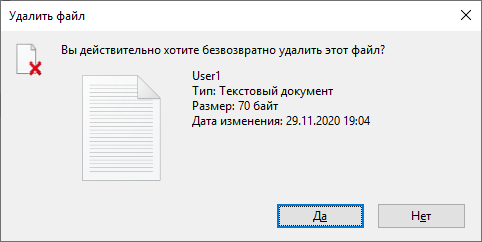 Удалить файл
Вы действительно хотите безвозвратно удалить этот файл?
User1
Тип: Текстовый документ
Размер: 70 байт
Дата изменения: 29.11.2020 19:04
Да
Нет